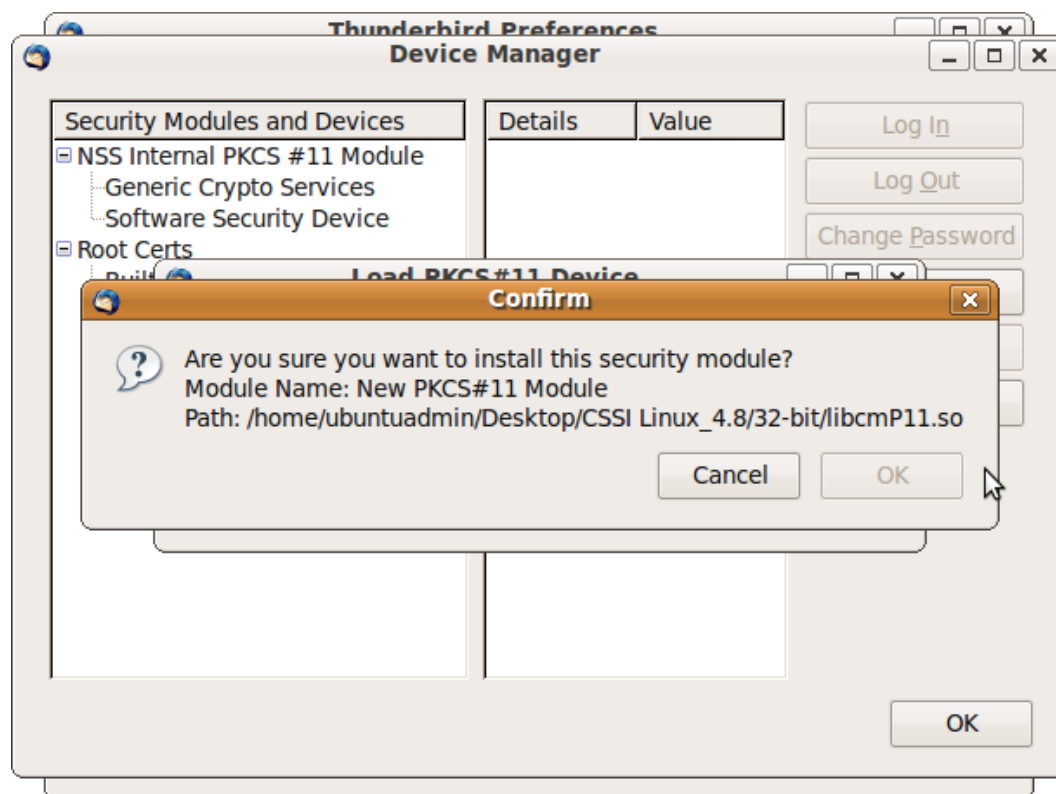 Thunderbird Preferences
Device Manager
Security Modules and Devices
Details
Value
Log In
NSS Internal PKCS #11 Module
Generic Crypto Services
Log Out
Software Security Device
Change Password
Root Certs
Load PKCS#11 Device
Confirm
Are you sure you want to install this security module?
Module Name: New PKCS#11 Module
Path: /home/ubuntuadmin/Desktop/CSSI Linux_4.8/32-bit/libcmP11.so
Cancel
OK
OK